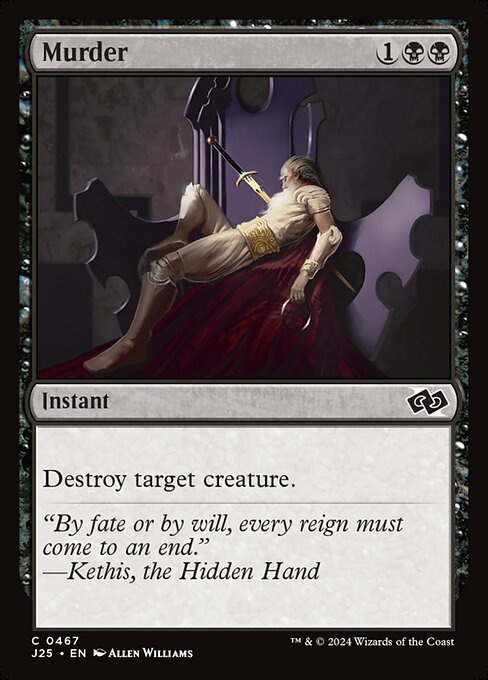 Murder 1
Instant
Destroy target creature.
“By fate or by will, every reign must
come to an end.”
—Kethis, the Hidden Hand
C 0467
J25 • EN Allen Williams
™ & © 2024 Wizards of the Coast